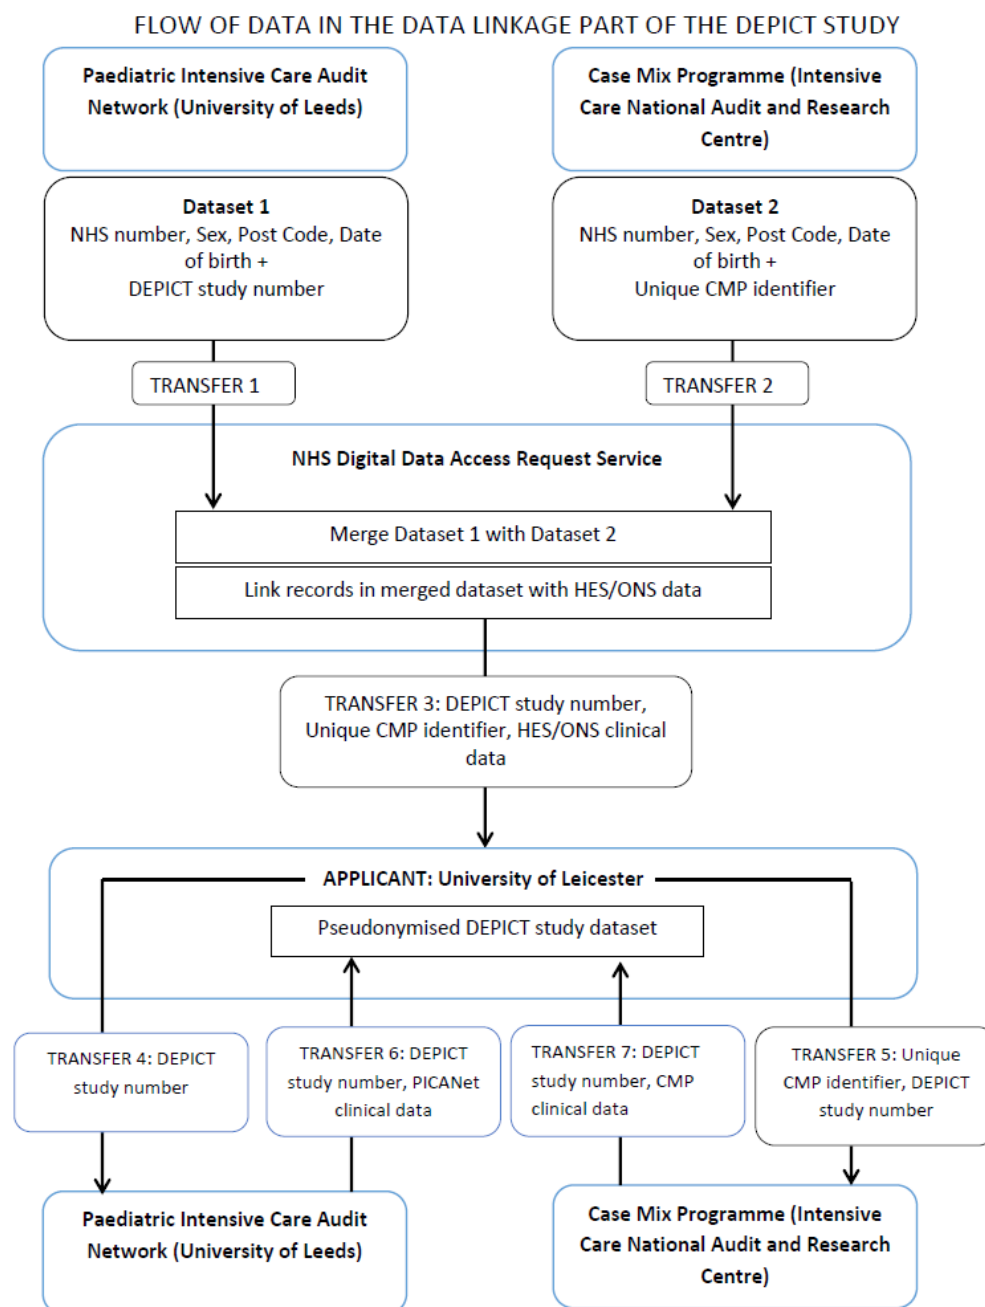 FLOW OF DATA IN THE DATA LINKAGE PART OF THE DEPICT STUDY
Paediatric Intensive Care Audit
Network (University of Leeds)
Case Mix Programme (Intensive
Care National Audit and Research
Centre)
Dataset 1
NHS number, Sex, Post Code, Date
of birth +
DEPICT study number
Dataset 2
NHS number, Sex, Post Code, Date
of birth +
Unique CMP identifier
TRANSFER 1
TRANSFER 2
NHS Digital Data Access Request Service
Merge Dataset 1 with Dataset 2
Link records in merged dataset with HES/ONS data
TRANSFER 3: DEPICT study number,
Unique CMP identifier, HES/ONS clinical
data
APPLICANT: University of Leicester
Pseudonymised DEPICT study dataset
TRANSFER 4: DEPICT
study number
TRANSFER 6: DEPICT
study number, PICANet
clinical data
TRANSFER 7: DEPICT
study number, CMP
clinical data
TRANSFER 5: Unique
CMP identifier, DEPICT
study number
Paediatric Intensive Care Audit
Network (University of Leeds)
Case Mix Programme (Intensive
Care National Audit and Research
Centre)